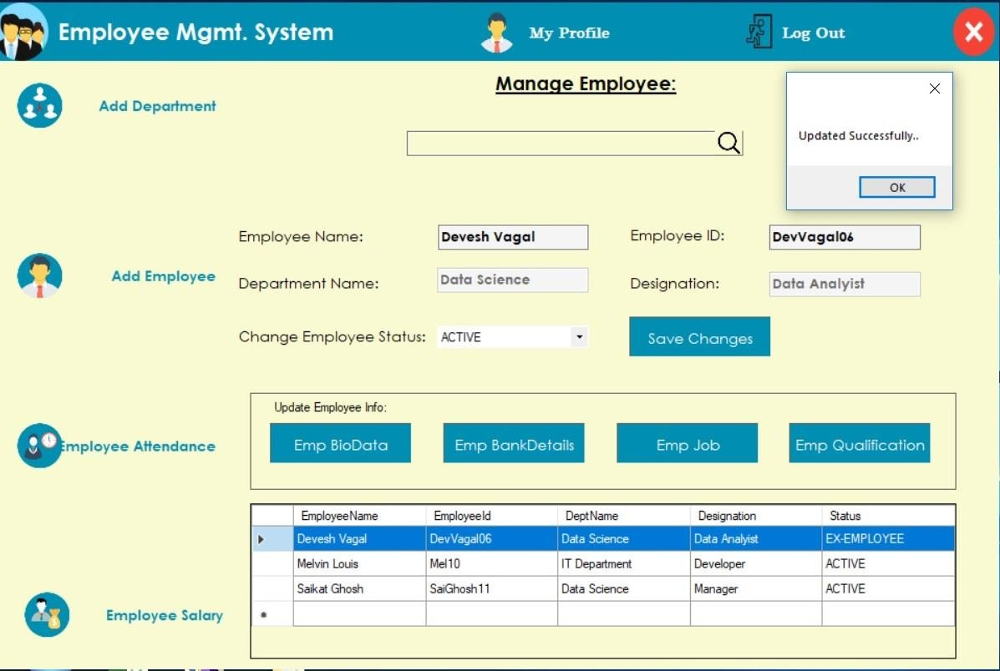 Employee Mgmt. System
My Profile
Log Out
Manage Employee:
Add Department
Updated Successfully..
OK
Employee Name: Devesh Vagal Employee ID: DevVagal06
Add Employee
Department Name: Data Science Designation: Data Analyist
Change Employee Status: ACTIVE Save Changes
Update Employee Info:
Emp BioData Emp BankDetails Emp Job Emp Qualification
Employee Attendance
EmployeeName EmployeeId DeptName Designation Status
Devesh Vagal DevVagal06 Data Science Data Analyist EX-EMPLOYEE
Melvin Louis Mel10 IT Department Developer ACTIVE
Saikat Ghosh SaiGhosh11 Data Science Manager ACTIVE
Employee Salary